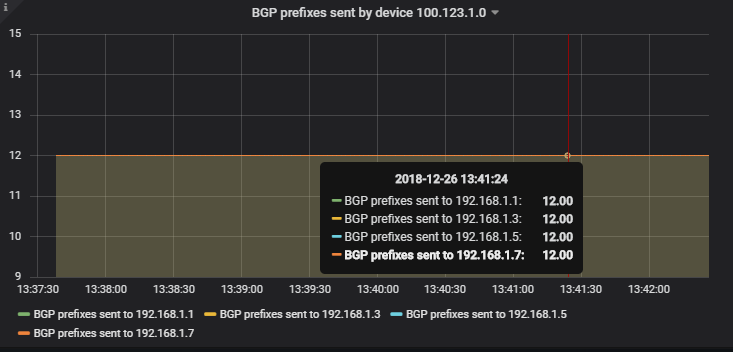 i
BGP prefixes sent by device 100.123.1.0
15
14
13
12
11
10
9
2018-12-26 13:41:24
BGP prefixes sent to 192.168.1.1: 12.00
BGP prefixes sent to 192.168.1.3: 12.00
BGP prefixes sent to 192.168.1.5: 12.00
BGP prefixes sent to 192.168.1.7: 12.00
13:37:30 13:38:00 13:38:30 13:39:00 13:39:30 13:40:00 13:40:30 13:41:00 13:41:30 13:42:00
BGP prefixes sent to 192.168.1.1 BGP prefixes sent to 192.168.1.3 BGP prefixes sent to 192.168.1.5
BGP prefixes sent to 192.168.1.7